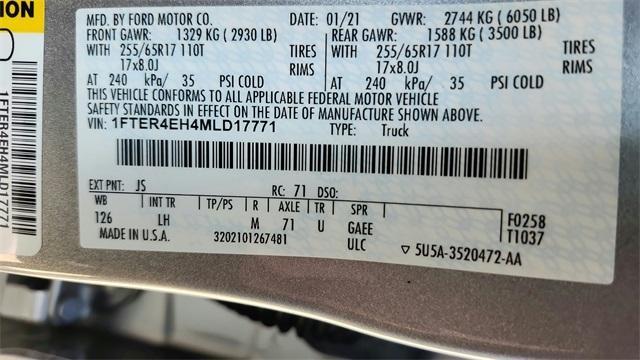 ION
1FTER4EH4MLD17771
MFD. BY FORD MOTOR CO. DATE: 01/21 GVWR: 2744 KG ( 6050 LB)
FRONT GAWR: 1329 KG ( 2930 LB) REAR GAWR: 1588 KG ( 3500 LB)
WITH 255/65R17 110T TIRES WITH 255/65R17 110T TIRES
17x8.0J RIMS 17x8.0J RIMS
AT 240 kPa/ 35 PSI COLD AT 240 kPa/ 35 PSI COLD
THIS VEHICLE CONFORMS TO ALL APPLICABLE FEDERAL MOTOR VEHICLE
SAFETY STANDARDS IN EFFECT ON THE DATE OF MANUFACTURE SHOWN ABOVE.
VIN: 1FTER4EH4MLD17771 TYPE: Truck
EXT PNT: JS RC: 71 DSO:
WB INT TR TP/PS R AXLE TR SPR
126 LH M 71 U GAEE F0258
ULC T1037
MADE IN U.S.A. 3202101267481 ▽ 5U5A-3520472-AA